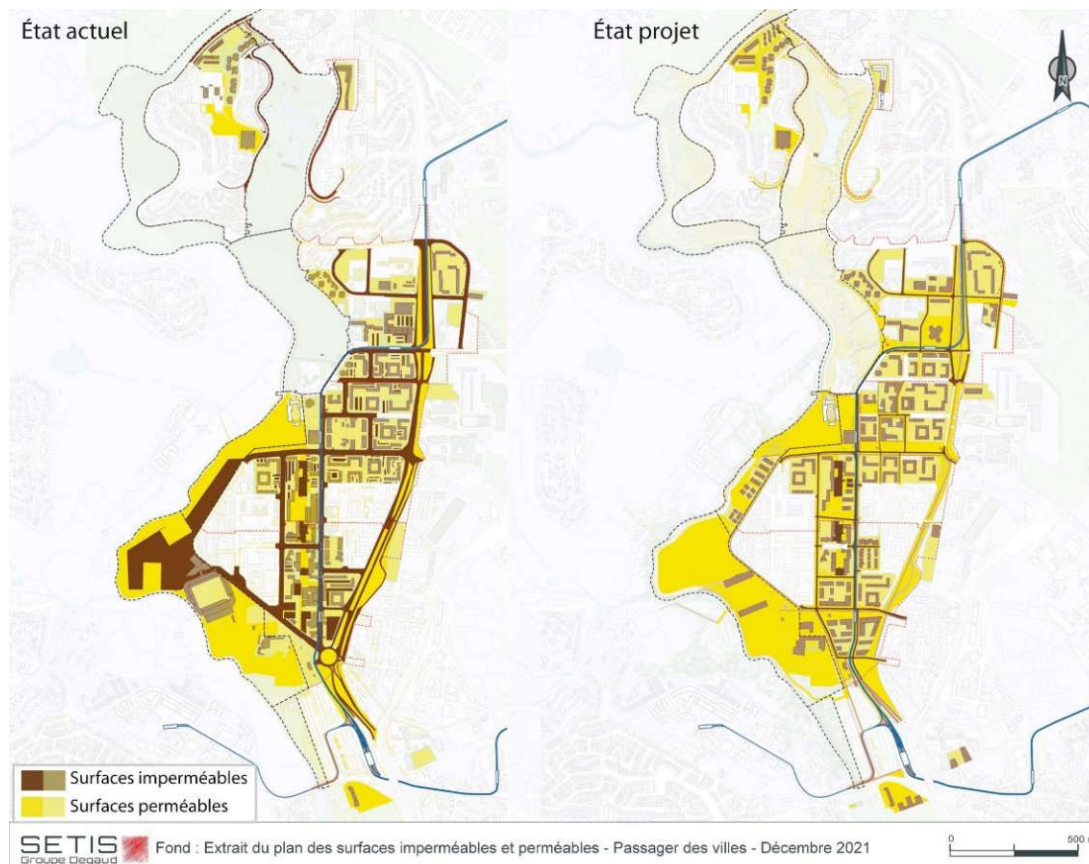 État actuel
État projet
N
Surfaces imperméables
Surfaces perméables
SETIS
Groupe Degaud
Fond : Extrait du plan des surfaces imperméables et perméables - Passager des villes - Décembre 2021
0
500